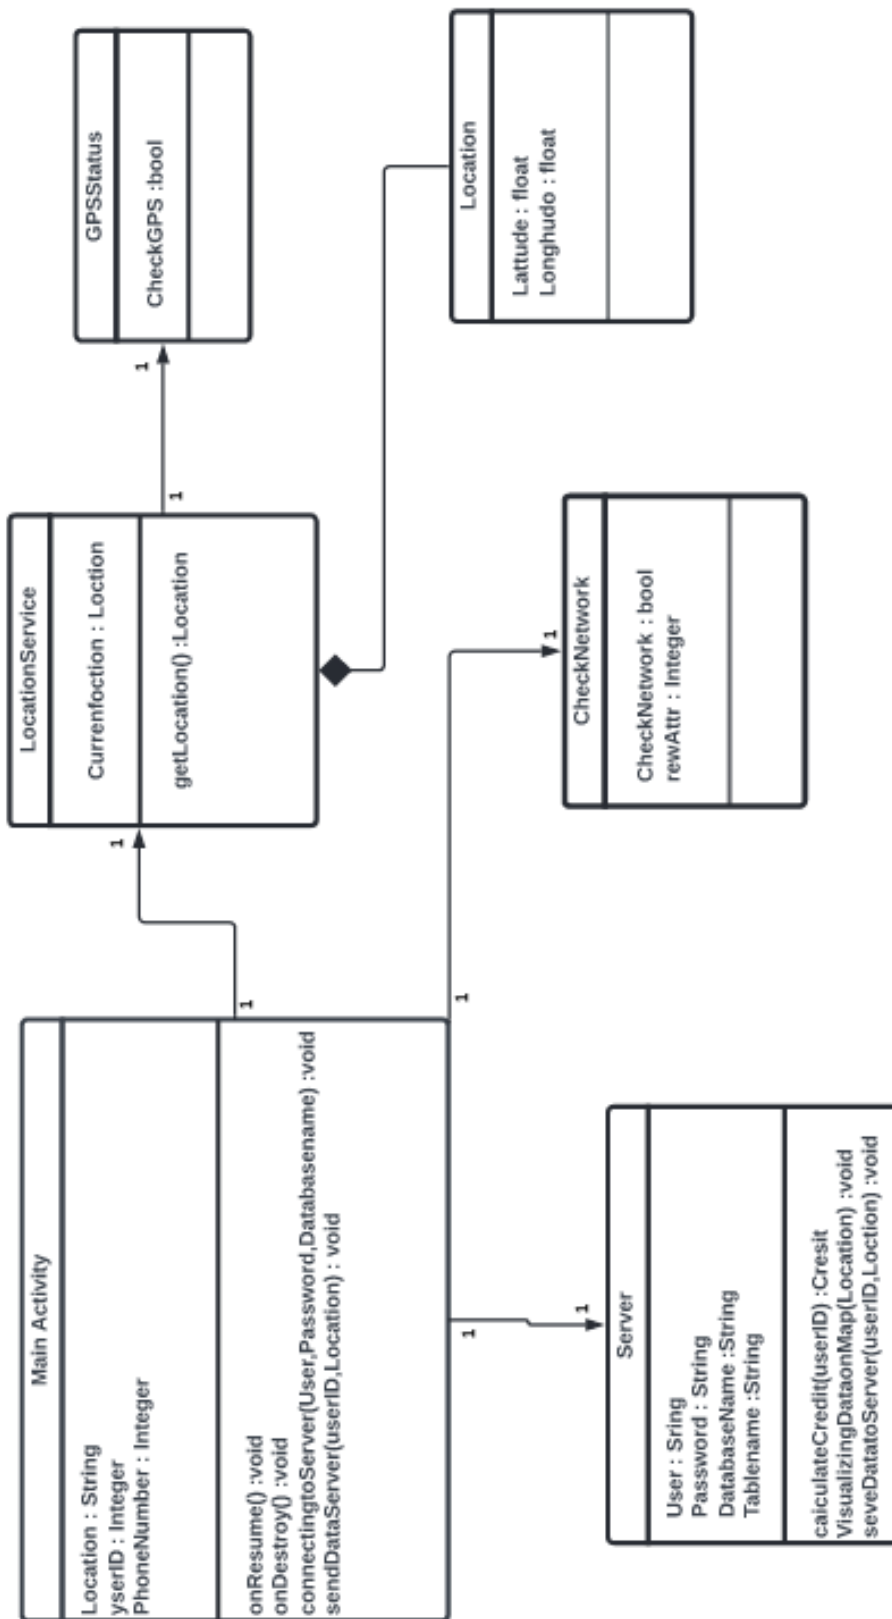 Main Activity
Location : String
yserID : Integer
PhoneNumber : Integer
onResume() :void
onDestroy() :void
connectingtoServer(User,Password,Databasename) :void
sendDataServer(userID,Location) : void
1
1
1
1
1
1
LocationService
Currenfoction : Loction
getLocation() :Location
1
1
GPSStatus
CheckGPS :bool
Location
Lattude : float
Longhudo : float
CheckNetwork
CheckNetwork : bool
rewAttr : Integer
Server
User : Sring
Password : String
DatabaseName :String
Tablename :String
caiculateCredit(userID) :Cresit
VisualizingDataonMap(Location) :void
seveDatatoServer(userID,Loction) :void